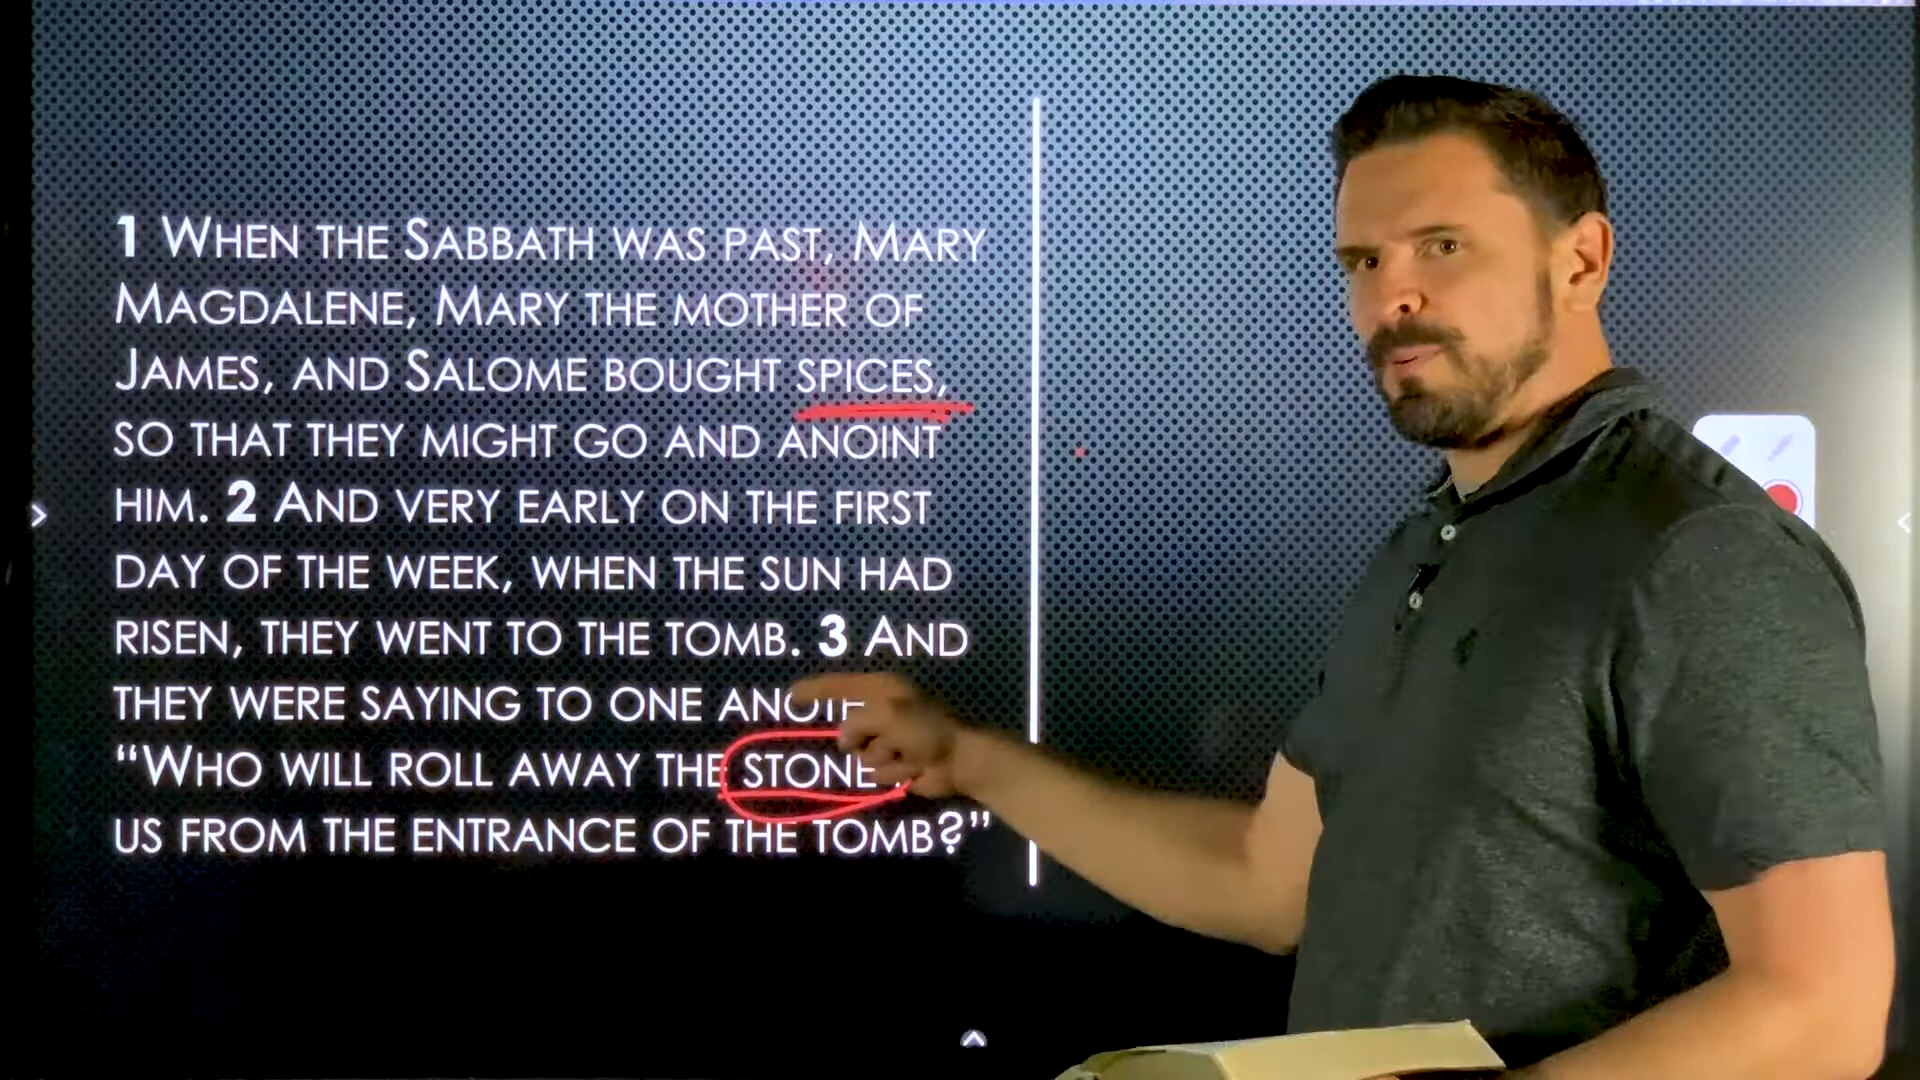 1 When the Sabbath was past, Mary
Magdalene, Mary the mother of
James, and Salome bought spices,
so that they might go and anoint
him. 2 And very early on the first
day of the week, when the sun had
risen, they went to the tomb. 3 And
they were saying to one
“Who will roll away the stone
us from the entrance of the tomb?”